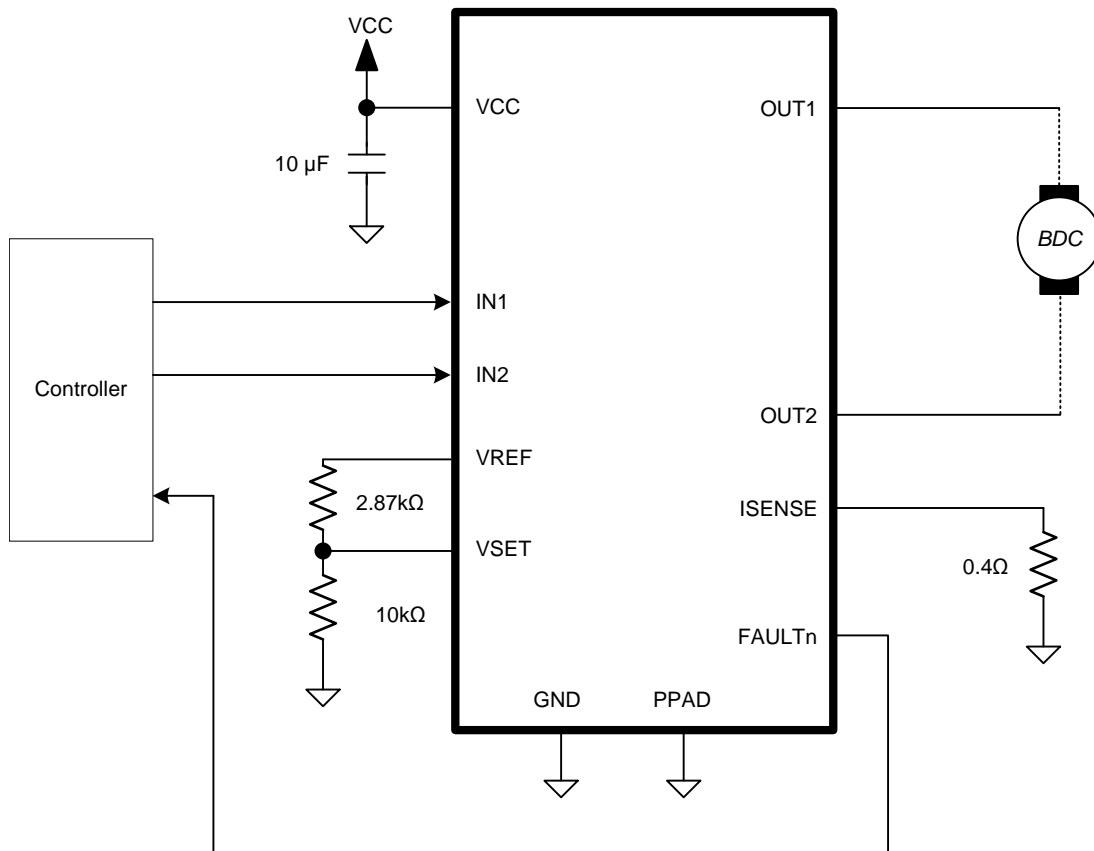 VCC
VCC
OUT1
10 µF
BDC
IN1
Controller
IN2
OUT2
VREF
2.87kΩ
ISENSE
VSET
0.4Ω
10kΩ
FAULTn
GND
PPAD